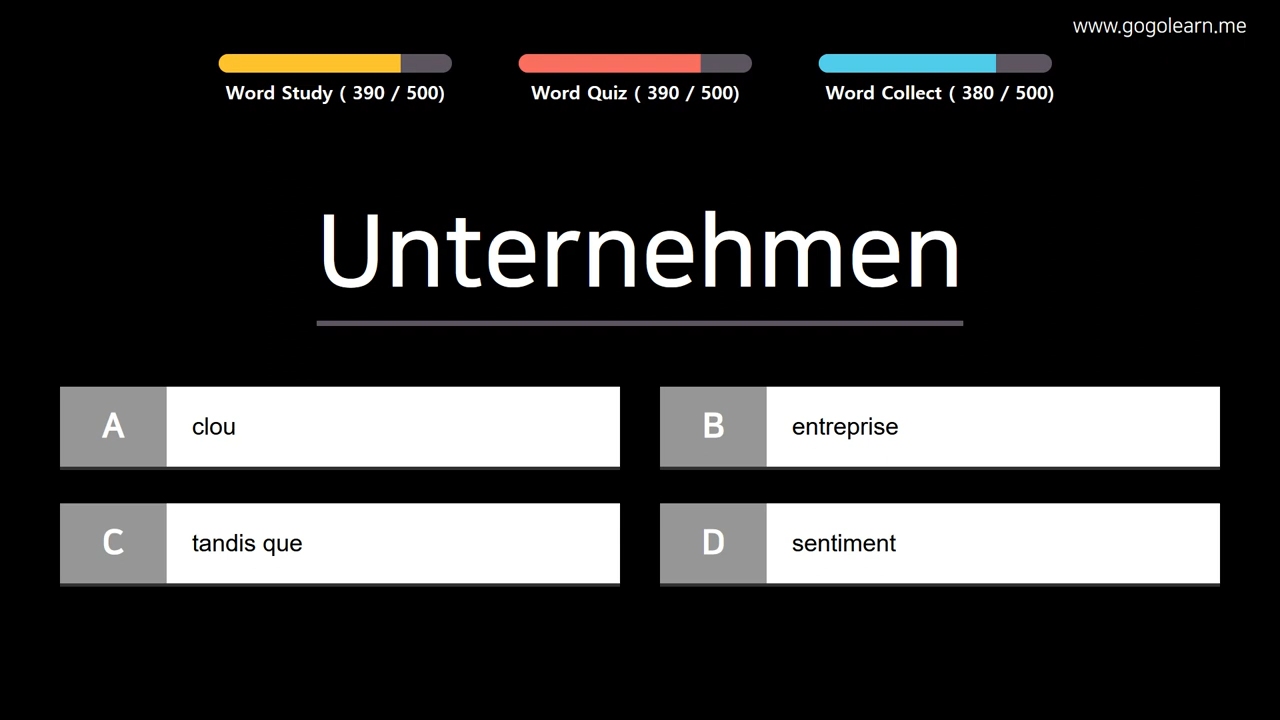 www.gogolearn.me
Word Study ( 390 / 500)
Word Quiz ( 390 / 500)
Word Collect ( 380 / 500)
Unternehmen
A clou
B entreprise
C tandis que
D sentiment